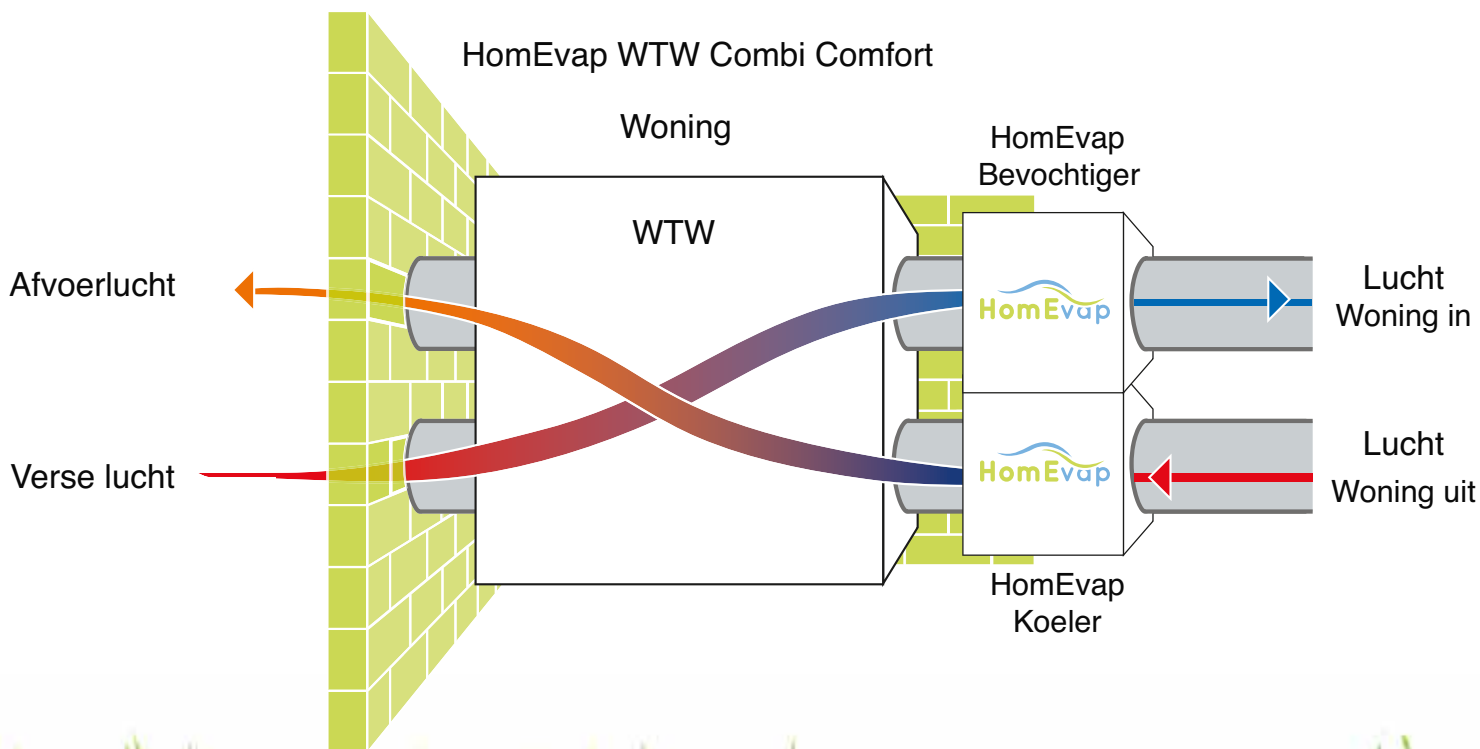 HomEvap WTW Combi Comfort
Woning
HomEvap
Bevochtiger
WTW
Afvoerlucht
HomEvap
Lucht
Woning in
Verse lucht
HomEvap
Lucht
Woning uit
HomEvap
Koeler